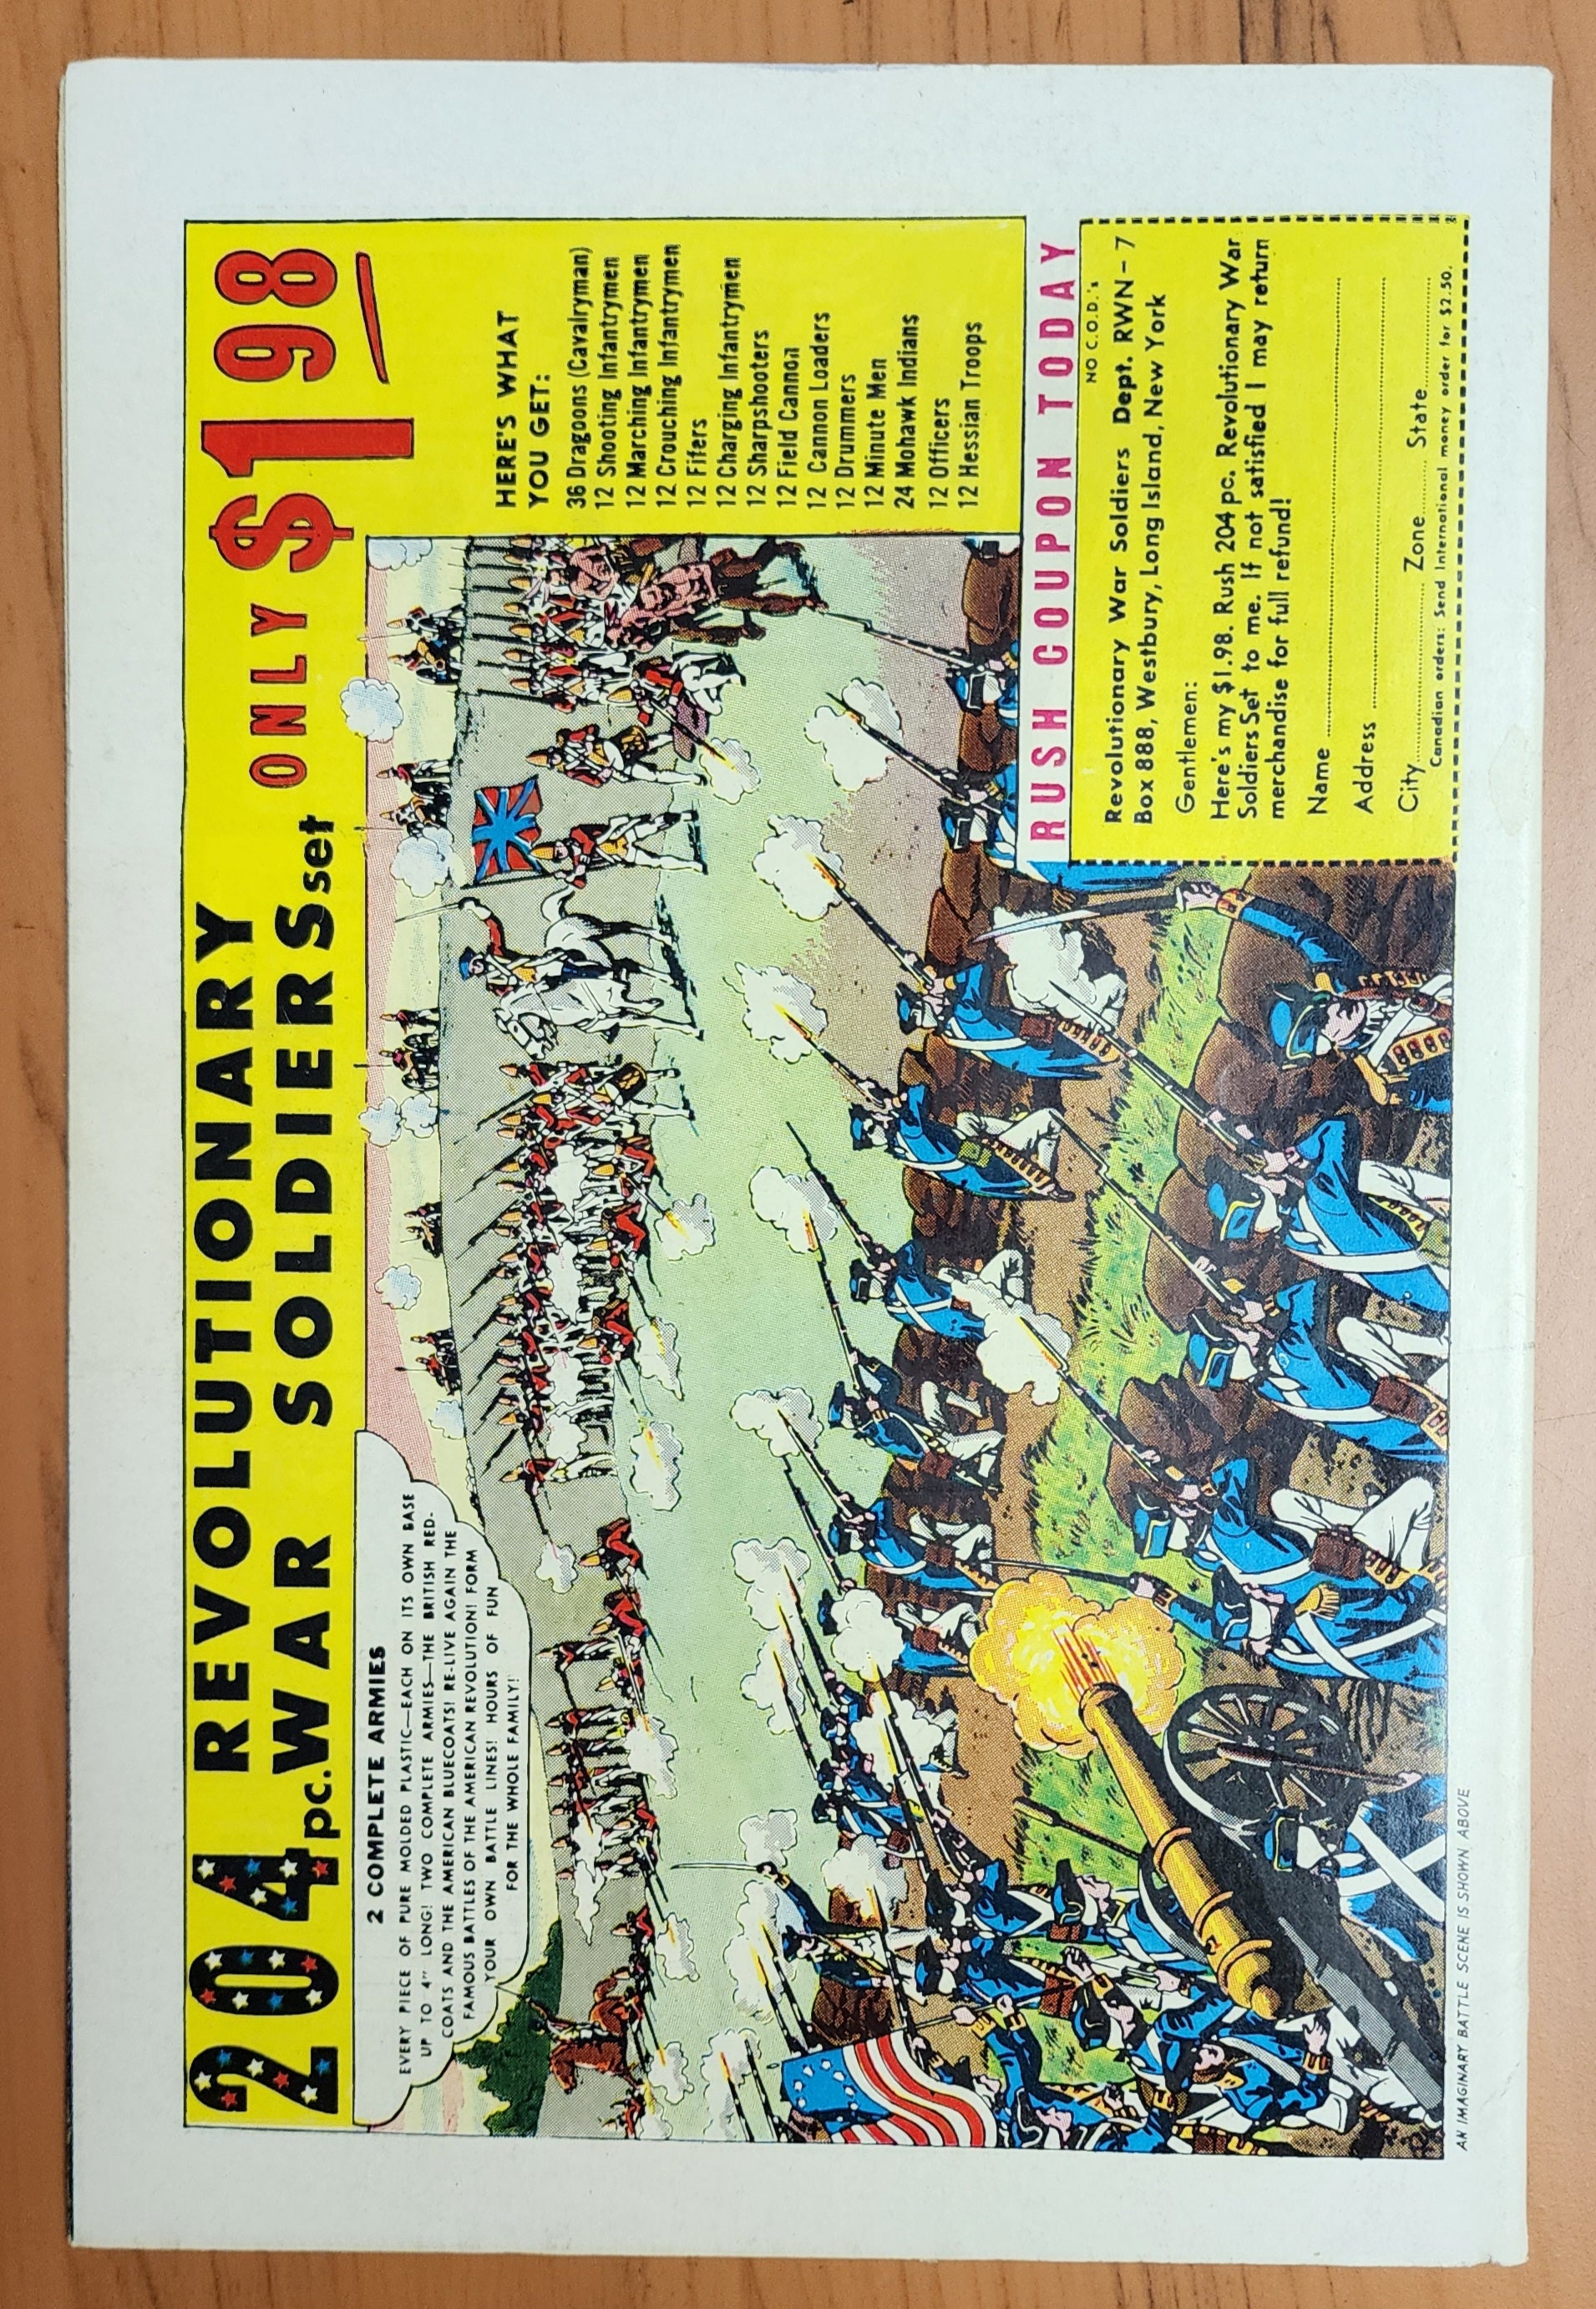 204 REVOLUTIONARY
pc. WAR SOLDIERS set ONLY $1 98
2 COMPLETE ARMIES
EVERY PIECE OF PURE MOLDED PLASTIC—EACH ON ITS OWN BASE
UP TO 4" LONG! TWO COMPLETE ARMIES—THE BRITISH RED-
COATS AND THE AMERICAN BLUECOATS! RE-LIVE AGAIN THE
FAMOUS BATTLES OF THE AMERICAN REVOLUTION! FORM
YOUR OWN BATTLE LINES! HOURS OF FUN
FOR THE WHOLE FAMILY!
HERE'S WHAT
YOU GET:
36 Dragoons (Cavalryman)
12 Shooting Infantrymen
12 Marching Infantrymen
12 Crouching Infantrymen
12 Fifers
12 Charging Infantrymen
12 Sharpshooters
12 Field Cannon
12 Cannon Loaders
12 Drummers
12 Minute Men
24 Mohawk Indians
12 Officers
12 Hessian Troops
RUSH COUPON TODAY
NO C.O.D.'s
Revolutionary War Soldiers Dept. RWN-7
Box 888, Westbury, Long Island, New York
Gentlemen:
Here's my $1.98. Rush 204 pc. Revolutionary War
Soldiers Set to me. If not satisfied I may return
merchandise for full refund!
Name
Address
City Zone State
Canadian orders: Send International money order for $2.50.
AN IMAGINARY BATTLE SCENE IS SHOWN ABOVE